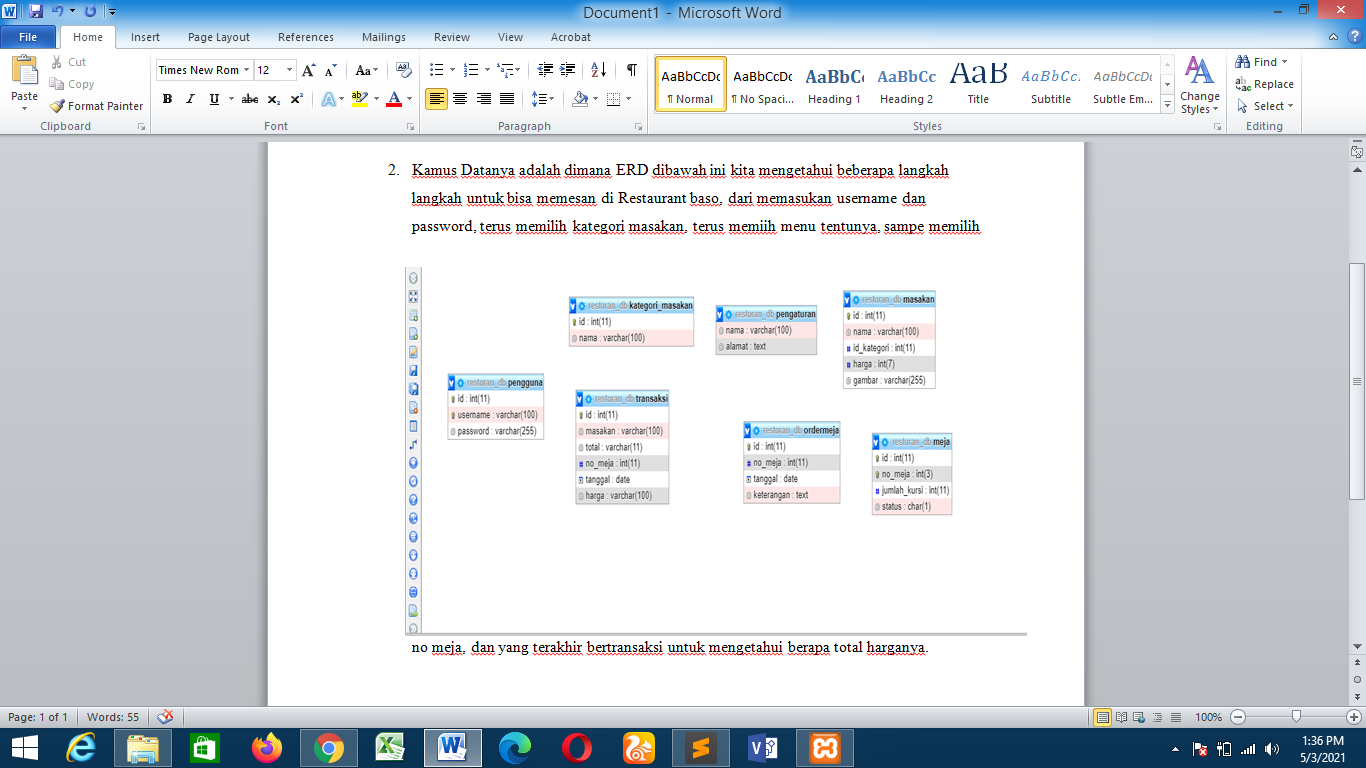 Document1 - Microsoft Word
File Home Insert Page Layout References Mailings Review View Acrobat
Paste
Cut
Copy
Format Painter
Clipboard
Times New Rom 12
Font
Paragraph
AaBbCcDc AaBbCcDc AaBbCc AaBbCc AaB AaBbCc. AaBbCcDc
¶ Normal ¶ No Spaci... Heading 1 Heading 2 Title Subtitle Subtle Em...
Styles
Change Styles
Find
Replace
Select
Editing
2. Kamus Datanya adalah dimana ERD dibawah ini kita mengetahui beberapa langkah
langkah untuk bisa memesan di Restaurant baso, dari memasukan username dan
password, terus memilih kategori masakan, terus memiih menu tentunya, sampe memilih
restoran_db kategori_masakan
id : int(11)
nama : varchar(100)
restoran_db pengaturan
nama : varchar(100)
alamat : text
restoran_db masakan
id : int(11)
nama : varchar(100)
id_kategori : int(11)
harga : int(7)
gambar : varchar(255)
restoran_db pengguna
id : int(11)
username : varchar(100)
password : varchar(255)
restoran_db transaksi
id : int(11)
masakan : varchar(100)
total : varchar(11)
no_meja : int(11)
tanggal : date
harga : varchar(100)
restoran_db ordermeja
id : int(11)
no_meja : int(11)
tanggal : date
keterangan : text
restoran_db meja
id : int(11)
no_meja : int(3)
jumlah_kursi : int(11)
status : char(1)
no meja, dan yang terakhir bertransaksi untuk mengetahui berapa total harganya.
Page: 1 of 1 Words: 55 100%
1:36 PM
5/3/2021